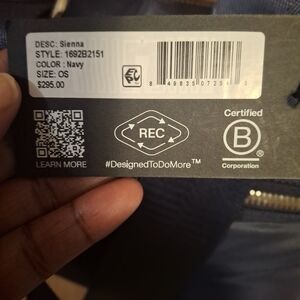 DESC: Sienna
STYLE: 1692B2151
COLOR : Navy
SIZE: OS
$295.00
LEARN MORE
REC
#DesignedToDoMore™
Certified
B
®
Corporation